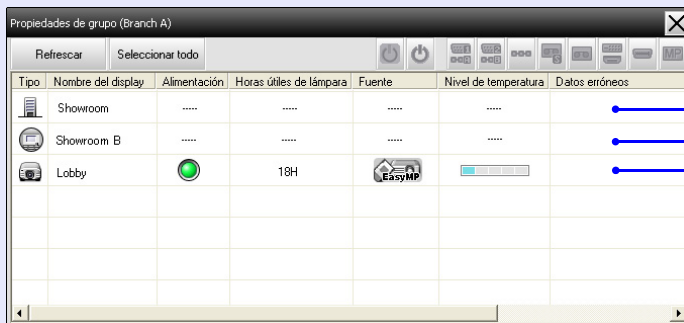 Propiedades de grupo (Branch A)
Refrescar Seleccionar todo MP
Tipo Nombre del display Alimentación Horas útiles de lámpara Fuente Nivel de temperatura Datos erróneos
Showroom ----- ----- ----- -----
Showroom B ----- ----- ----- -----
Lobby 18H EasyMP